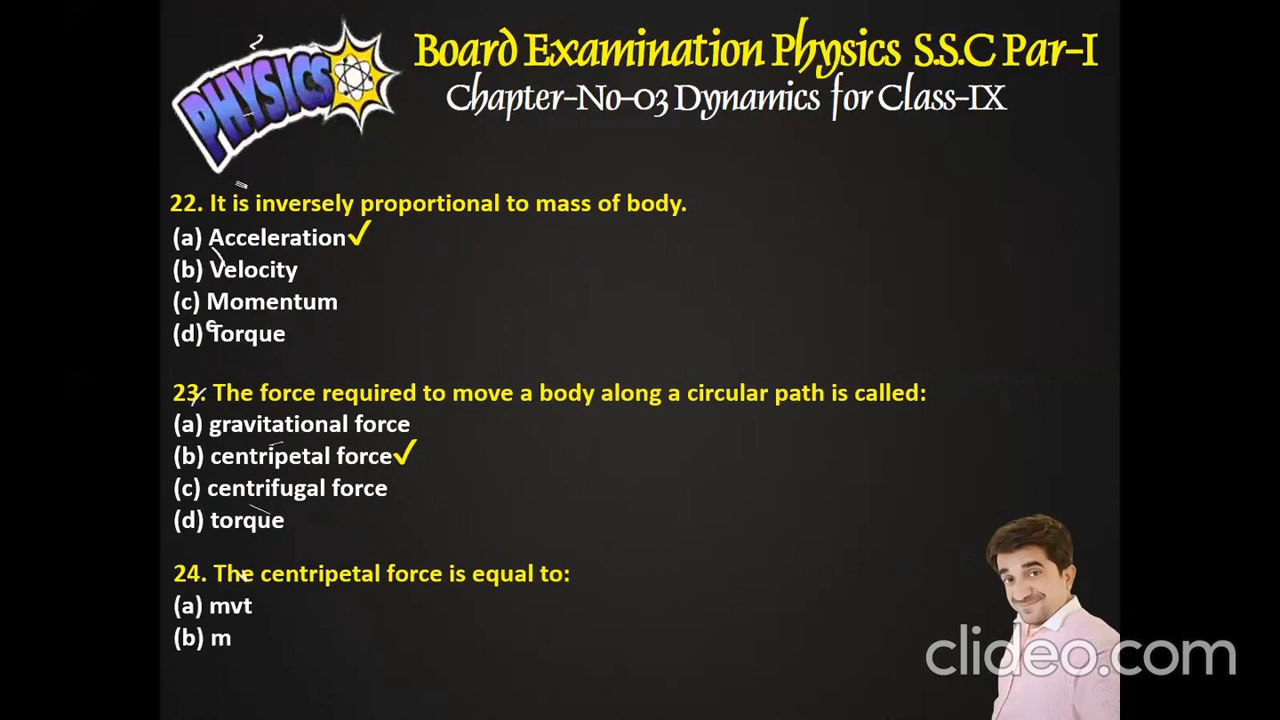 PHYSICS
Board Examination Physics S.S.C Par-I
Chapter-No-03 Dynamics for Class-IX
22. It is inversely proportional to mass of body.
(a) Acceleration✓
(b) Velocity
(c) Momentum
(d) Torque
23. The force required to move a body along a circular path is called:
(a) gravitational force
(b) centripetal force✓
(c) centrifugal force
(d) torque
24. The centripetal force is equal to:
(a) mvt
(b) m
clideo.com